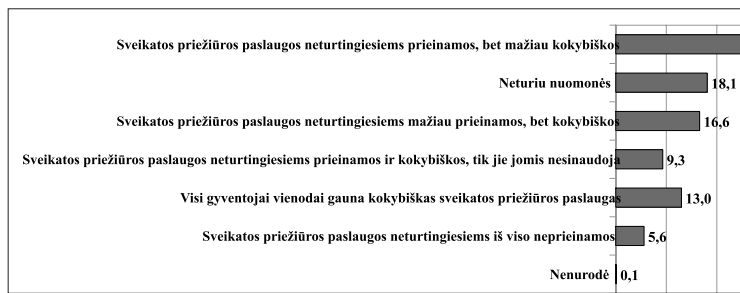 Sveikatos priežiūros paslaugos neturtingiesiems prieinamos, bet mažiau kokybiškos
Neturiu nuomonės 18,1
Sveikatos priežiūros paslaugos neturtingiesiems mažiau prieinamos, bet kokybiškos 16,6
Sveikatos priežiūros paslaugos neturtingiesiems prieinamos ir kokybiškos, tik jie jomis nesinaudoja 9,3
Visi gyventojai vienodai gauna kokybiškas sveikatos priežiūros paslaugas 13,0
Sveikatos priežiūros paslaugos neturtingiesiems iš viso neprieinamos 5,6
Nenurodė 0,1